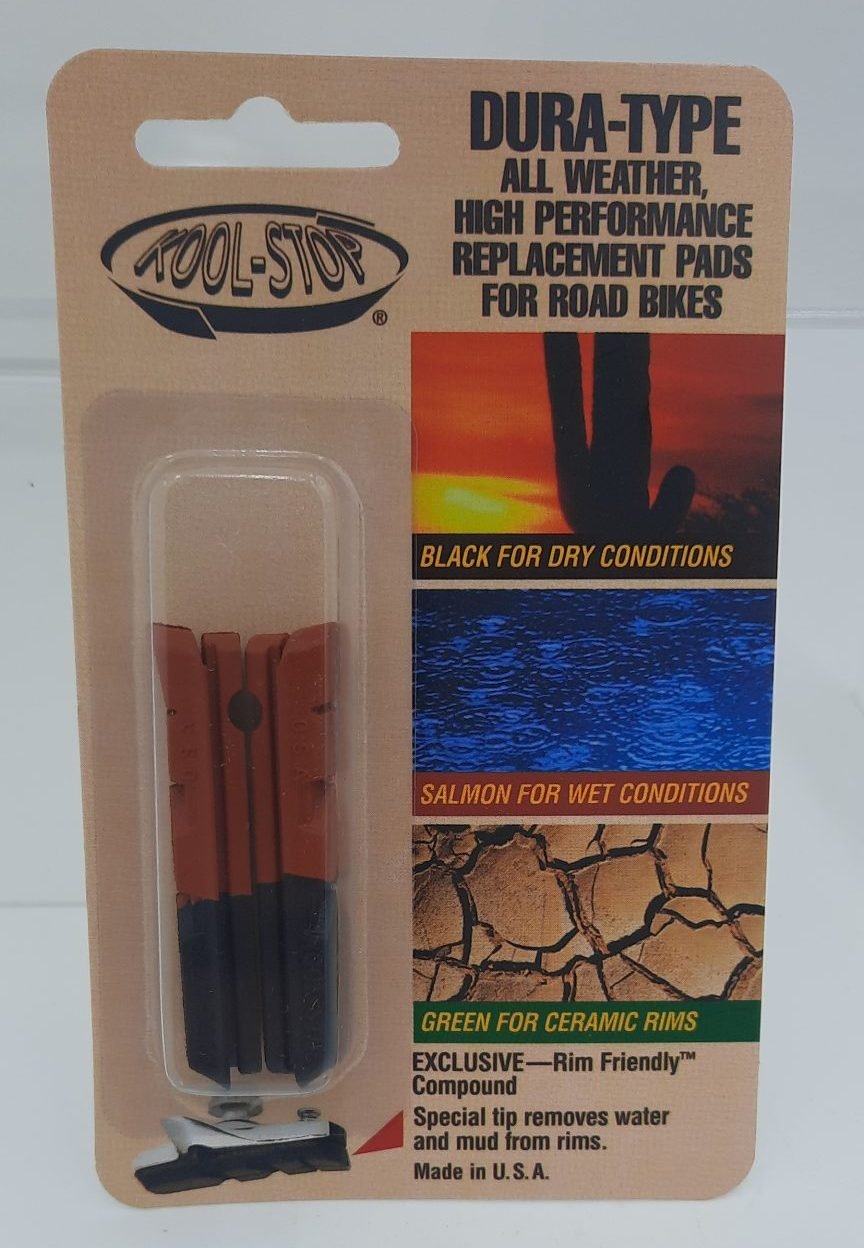 KOOL-STOP
®
DURA-TYPE
ALL WEATHER,
HIGH PERFORMANCE
REPLACEMENT PADS
FOR ROAD BIKES
BLACK FOR DRY CONDITIONS
SALMON FOR WET CONDITIONS
GREEN FOR CERAMIC RIMS
EXCLUSIVE—Rim Friendly™
Compound
Special tip removes water
and mud from rims.
Made in U.S.A.